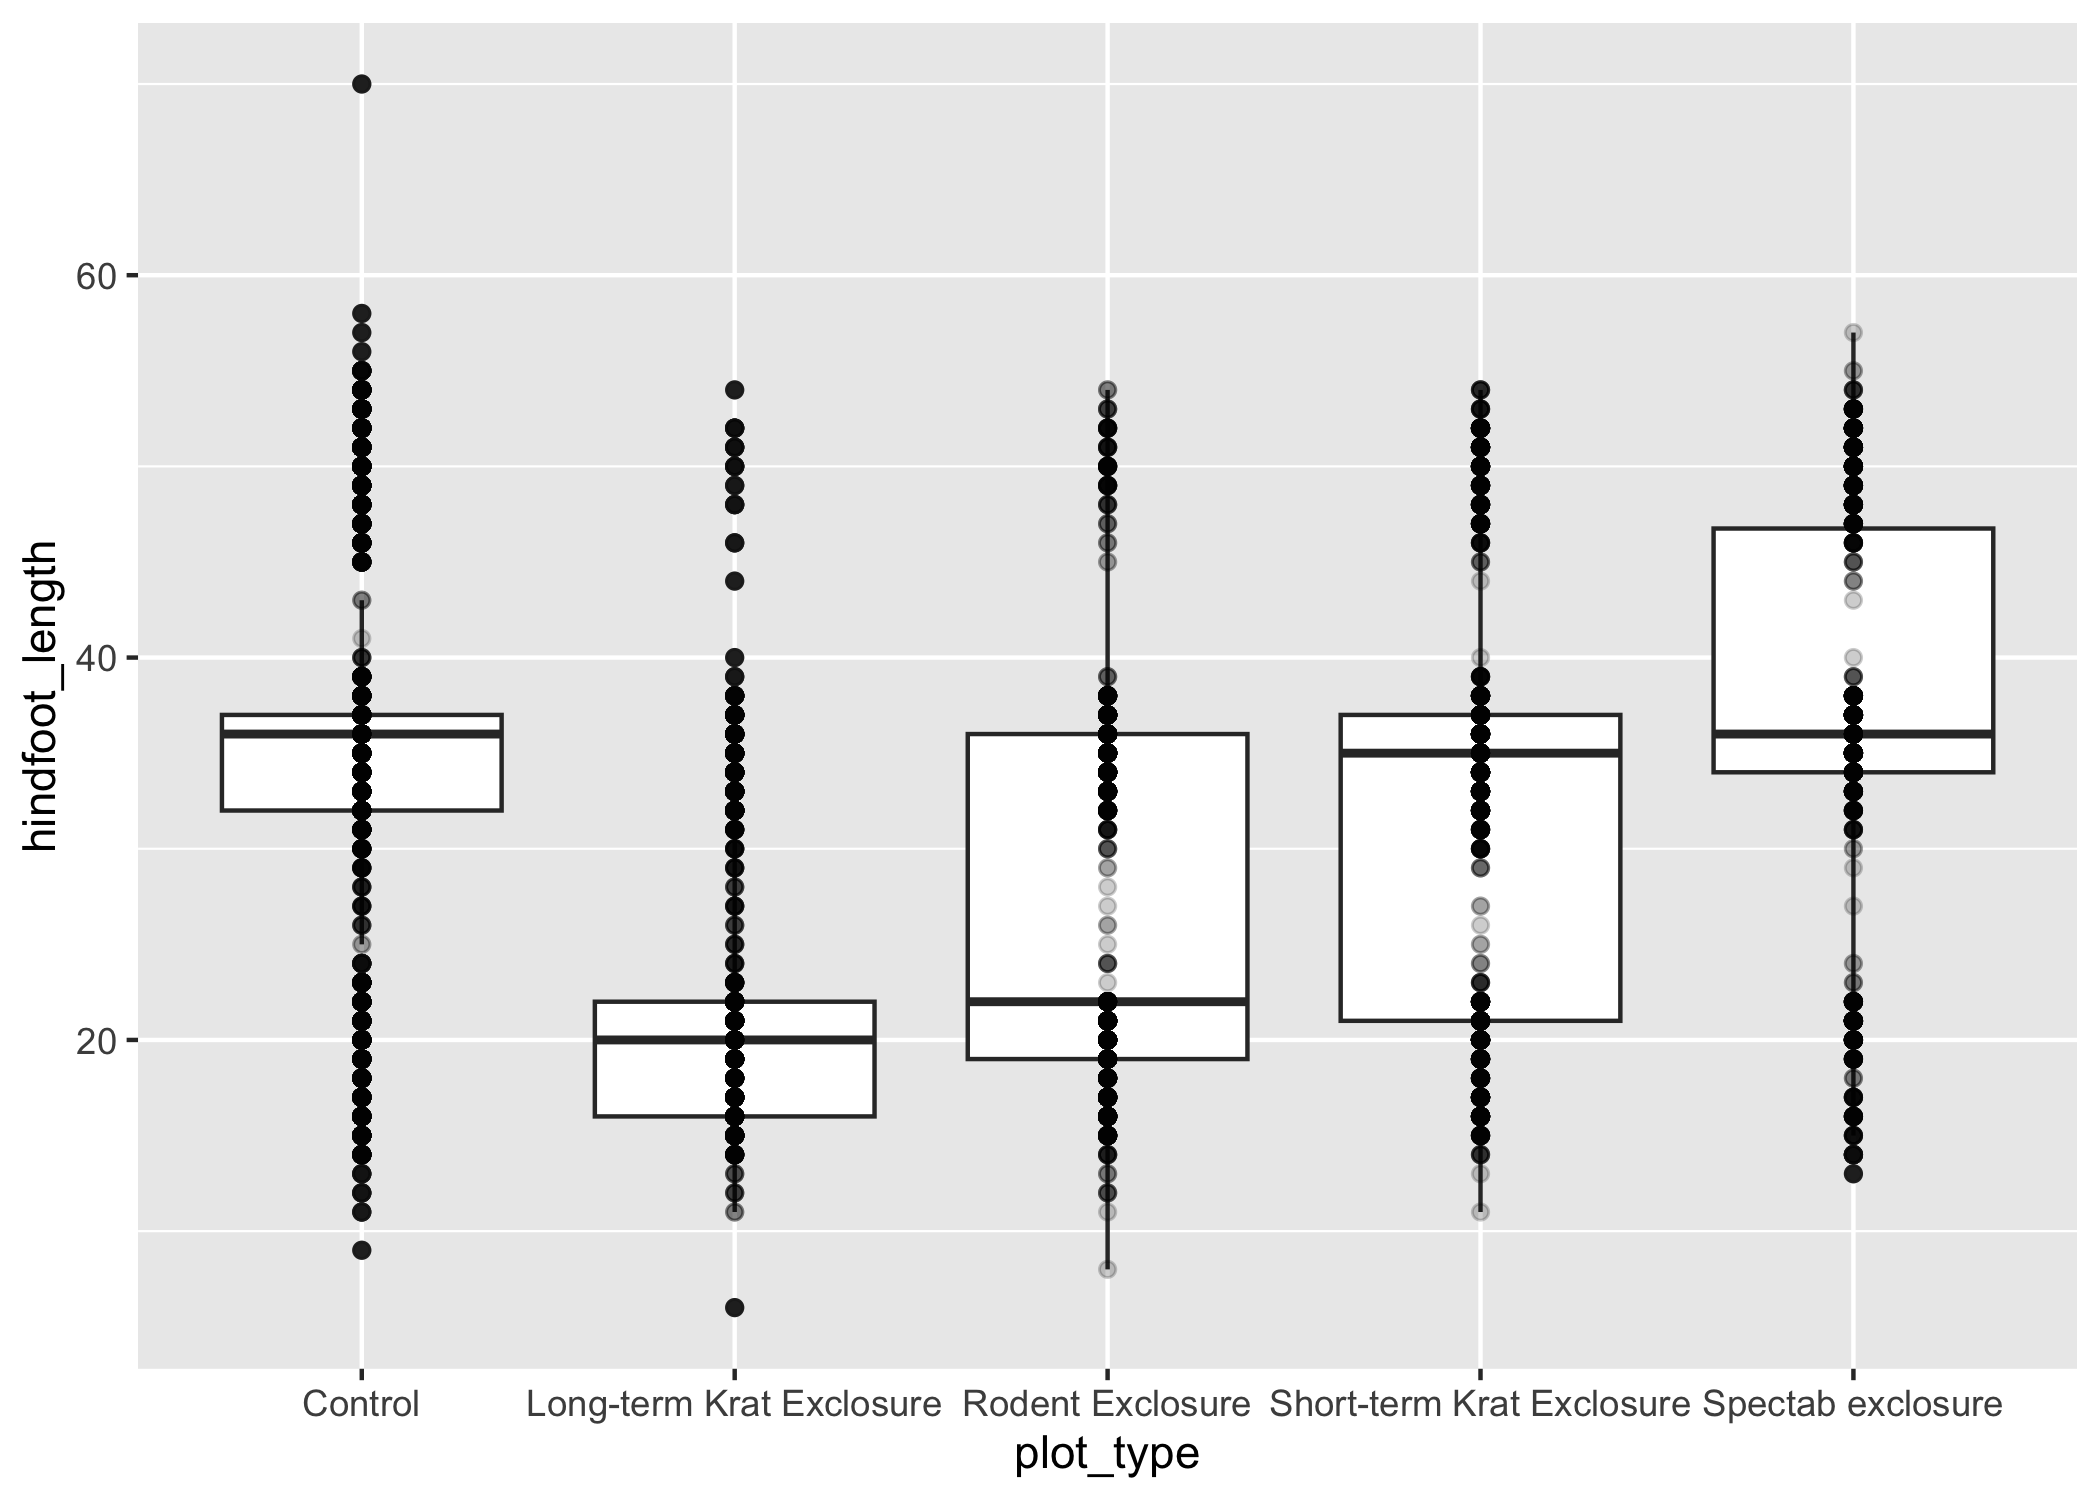 hindfoot_length
60
40
20
Control Long-term Krat Exclosure Rodent Exclosure Short-term Krat Exclosure Spectab exclosure
plot_type